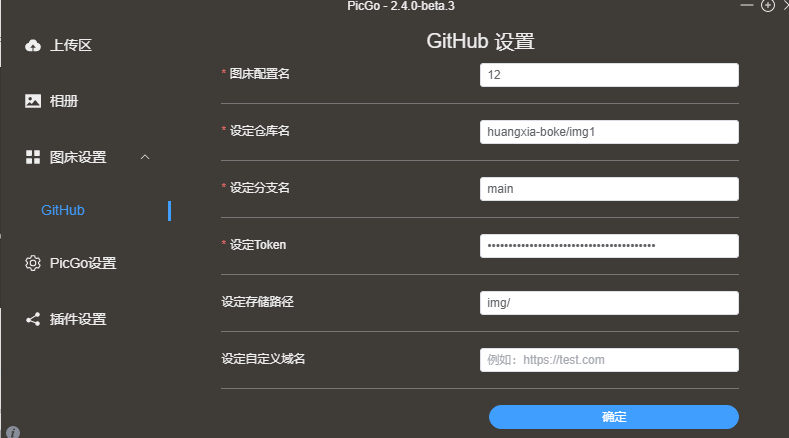 PicGo - 2.4.0-beta.3
上传区
相册
图床设置
GitHub
PicGo设置
插件设置
GitHub 设置
* 图床配置名
12
* 设定仓库名
huangxia-boke/img1
* 设定分支名
main
* 设定Token
••••••••••••••••••••••••••••••••••••••••
设定存储路径
img/
设定自定义域名
例如：https://test.com
确定